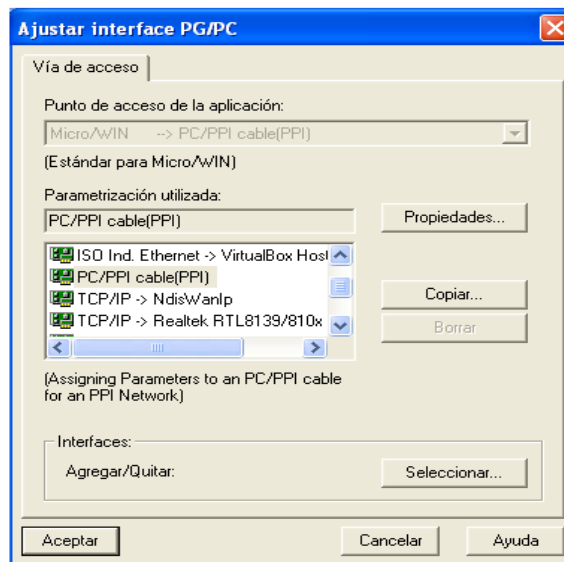 Ajustar interface PG/PC
Vía de acceso
Punto de acceso de la aplicación:
Micro/WIN --> PC/PPI cable(PPI)
(Estándar para Micro/WIN)
Parametrización utilizada:
PC/PPI cable(PPI)
Propiedades...
ISO Ind. Ethernet -> VirtualBox Host
PC/PPI cable(PPI)
TCP/IP -> NdisWanIp
TCP/IP -> Realtek RTL8139/810x
Copiar...
Borrar
(Assigning Parameters to an PC/PPI cable
for an PPI Network)
Interfaces:
Agregar/Quitar:
Seleccionar...
Aceptar
Cancelar
Ayuda